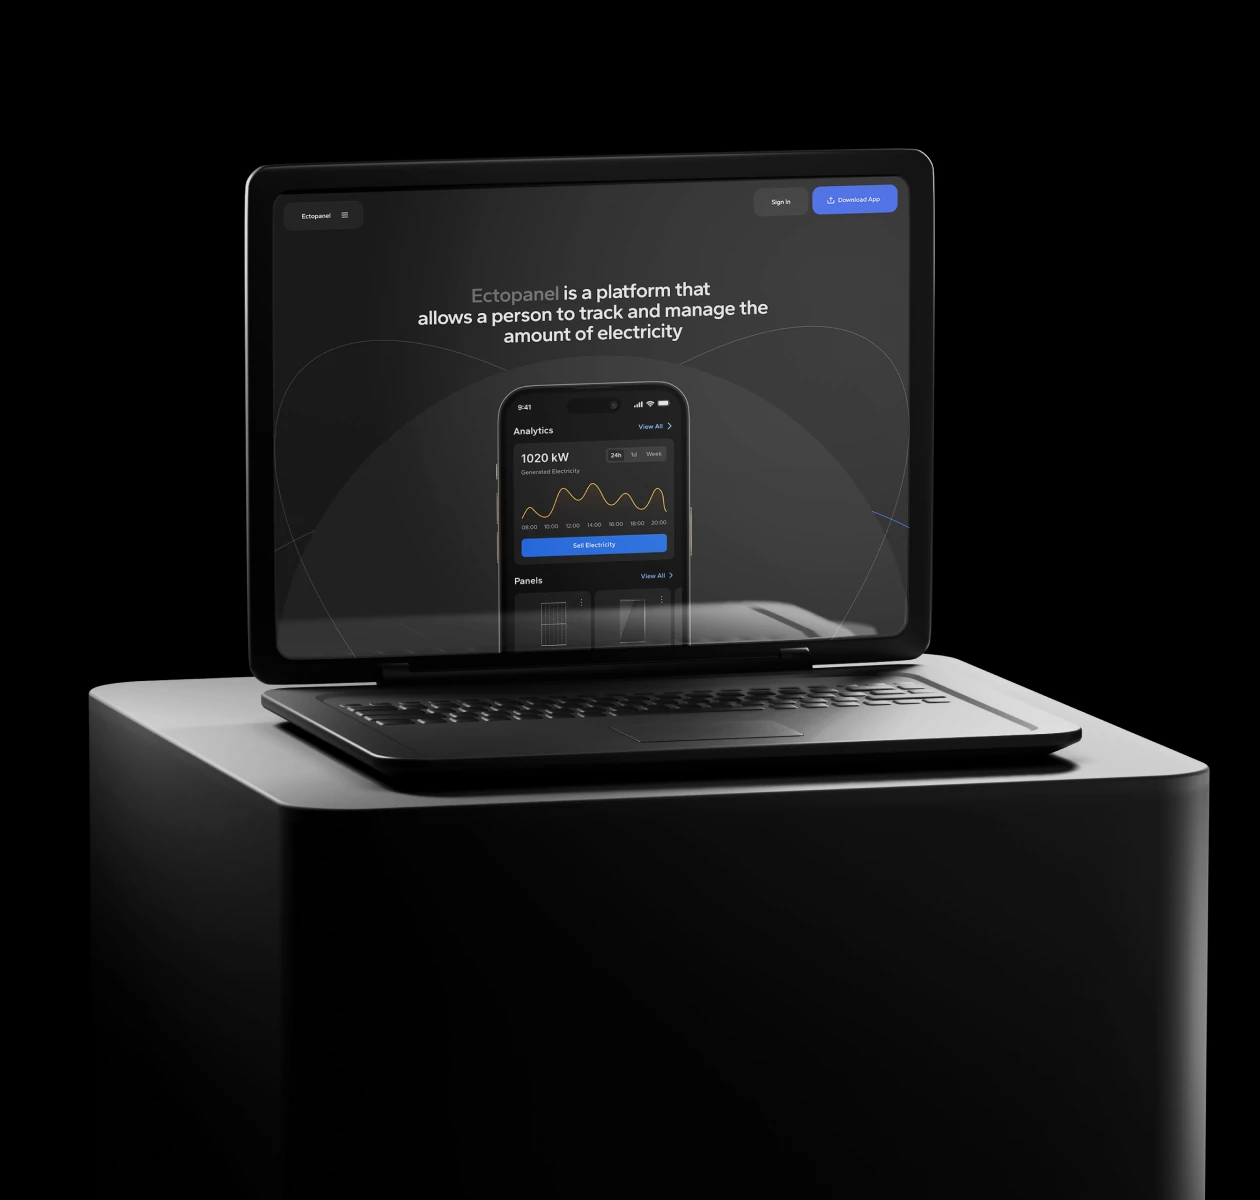 Ectopanel
Sign In
Download App
Ectopanel is a platform that
allows a person to track and manage the
amount of electricity
9:41
Analytics
View All
1020 kW
24h 1d Week
Generated Electricity
08:00 10:00 12:00 14:00 16:00 18:00 20:00
Sell Electricity
Panels
View All